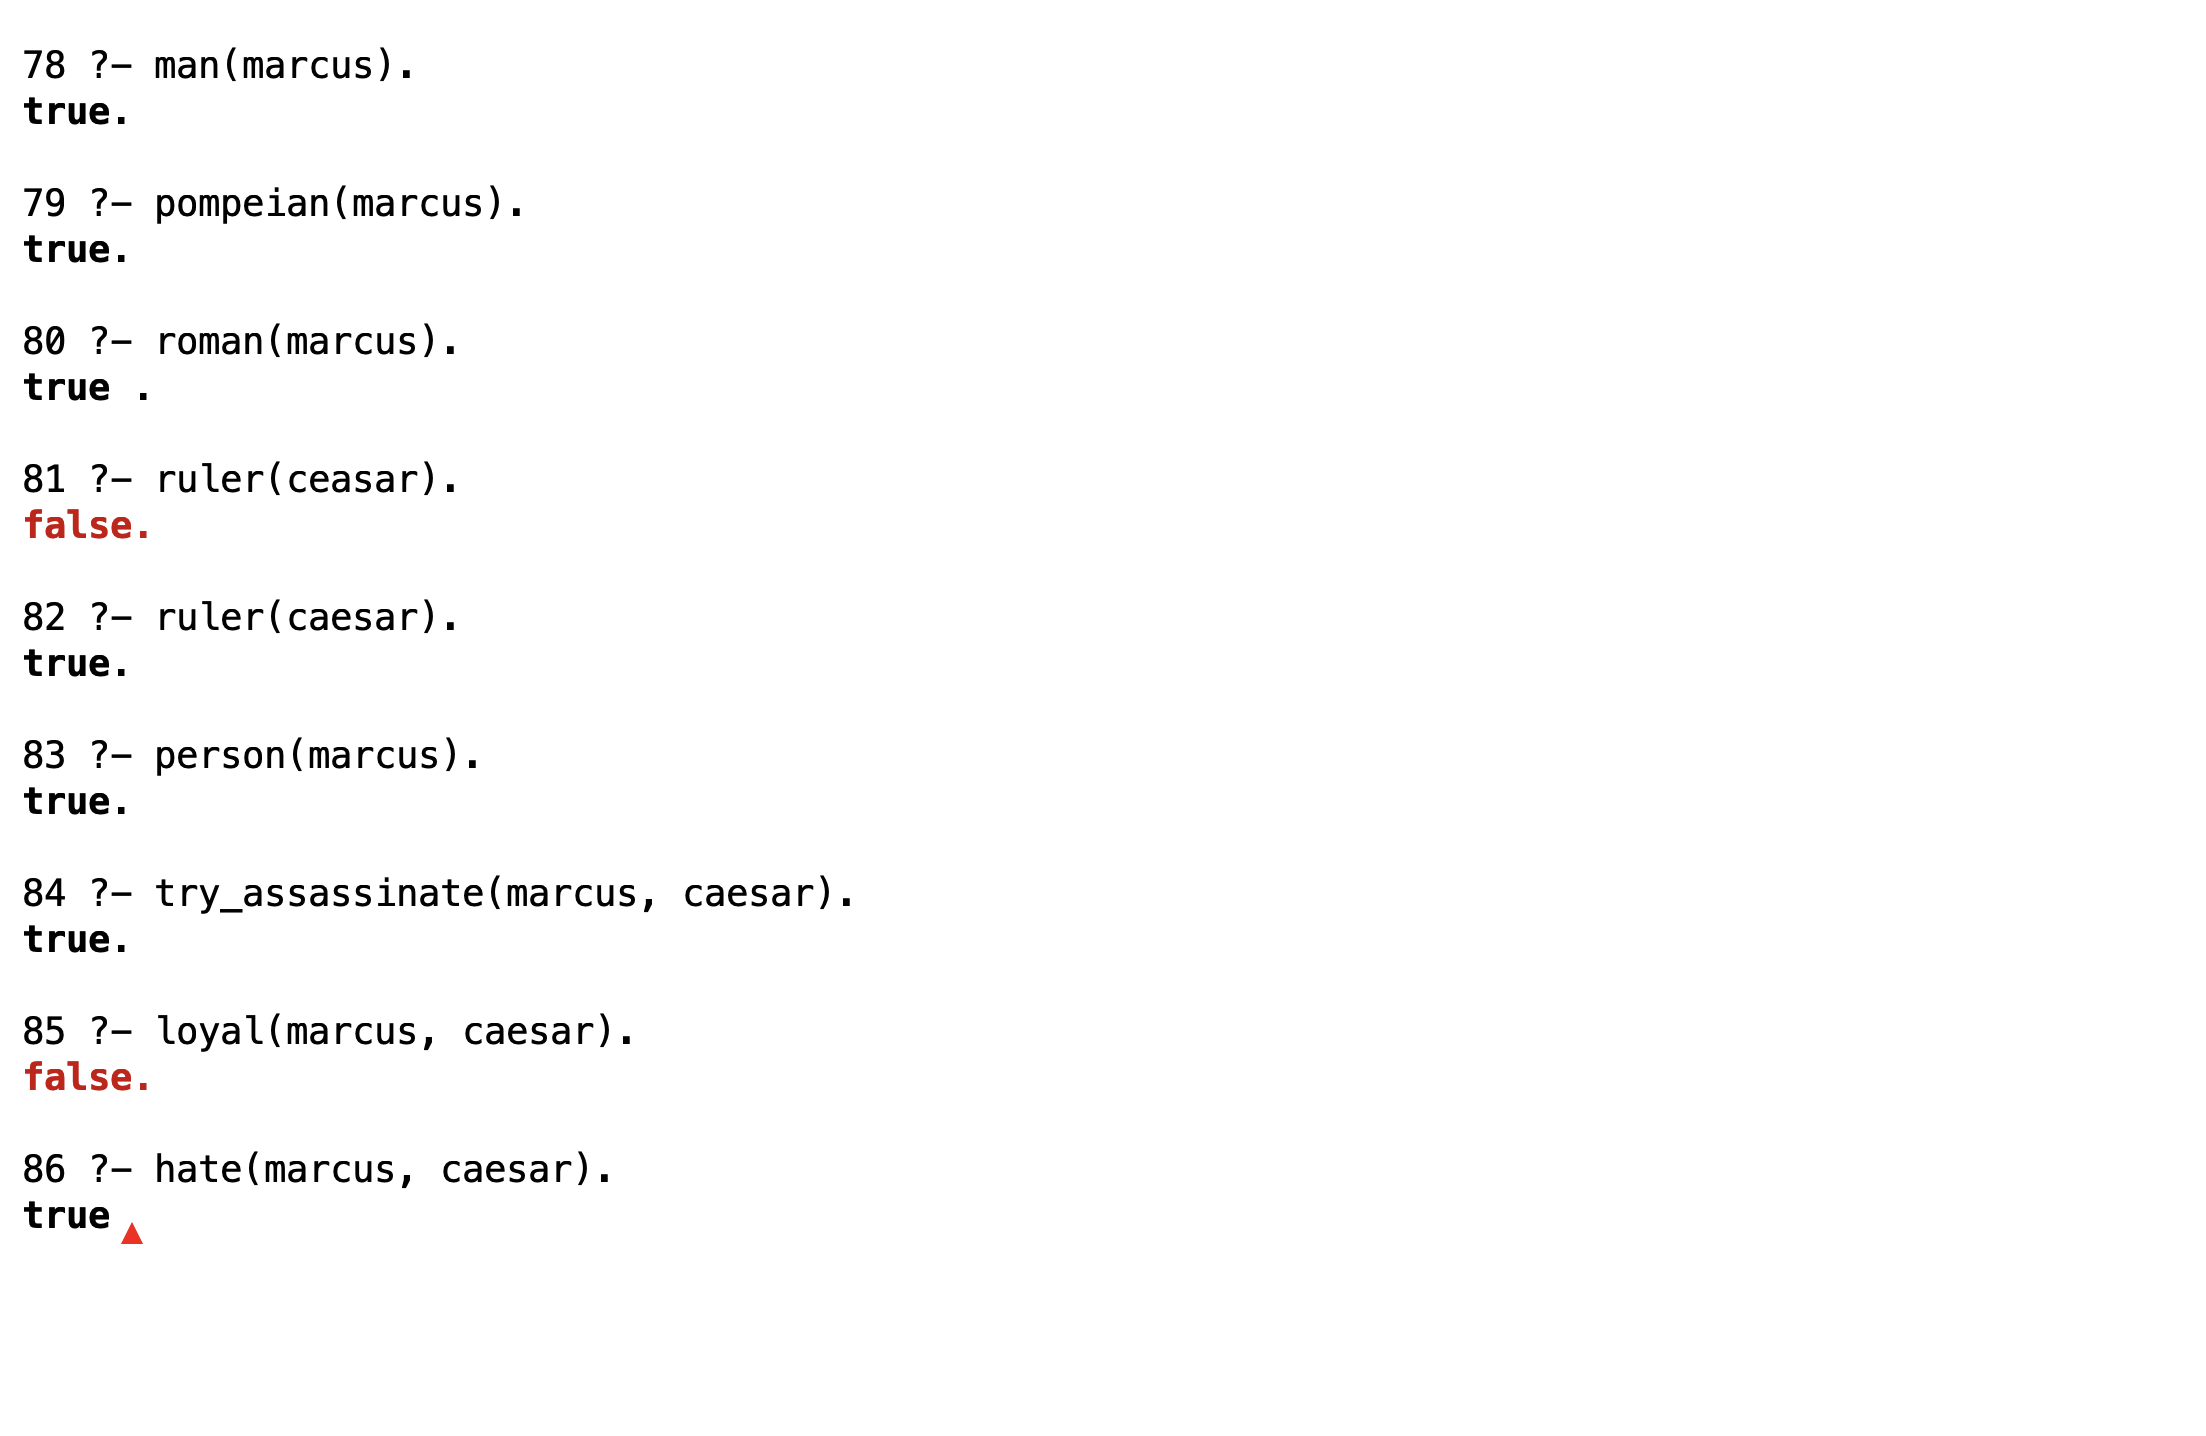 78 ?- man(marcus).
true.
79 ?- pompeian(marcus).
true.
80 ?- roman(marcus).
true .
81 ?- ruler(ceasar).
false.
82 ?- ruler(caesar).
true.
83 ?- person(marcus).
true.
84 ?- try_assassinate(marcus, caesar).
true.
85 ?- loyal(marcus, caesar).
false.
86 ?- hate(marcus, caesar).
true